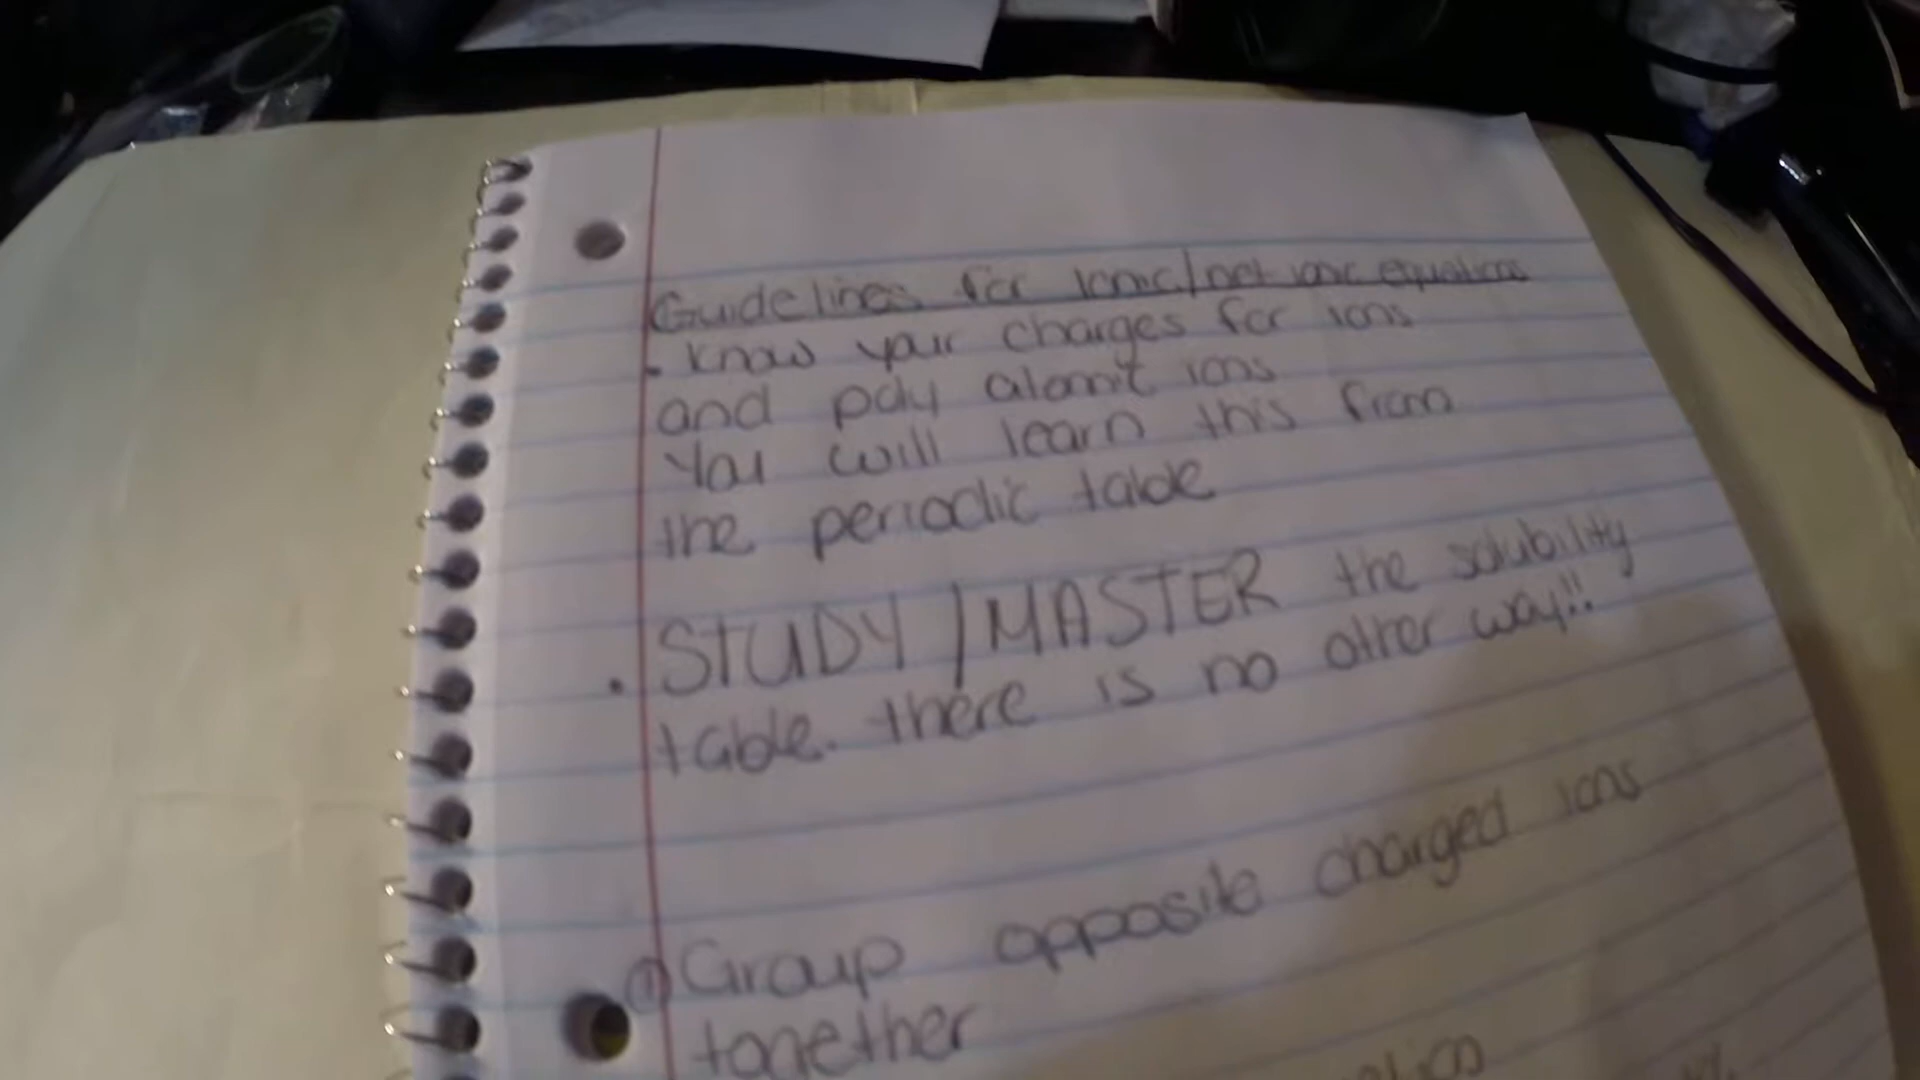 Guidelines for Ionic/net ionic equations
. Know your charges for ions
and poly atomit ions
You will learn this from
the periodic table
. STUDY/MASTER the solubility
table. there is no other way!!
① Group opposite charged ions
together